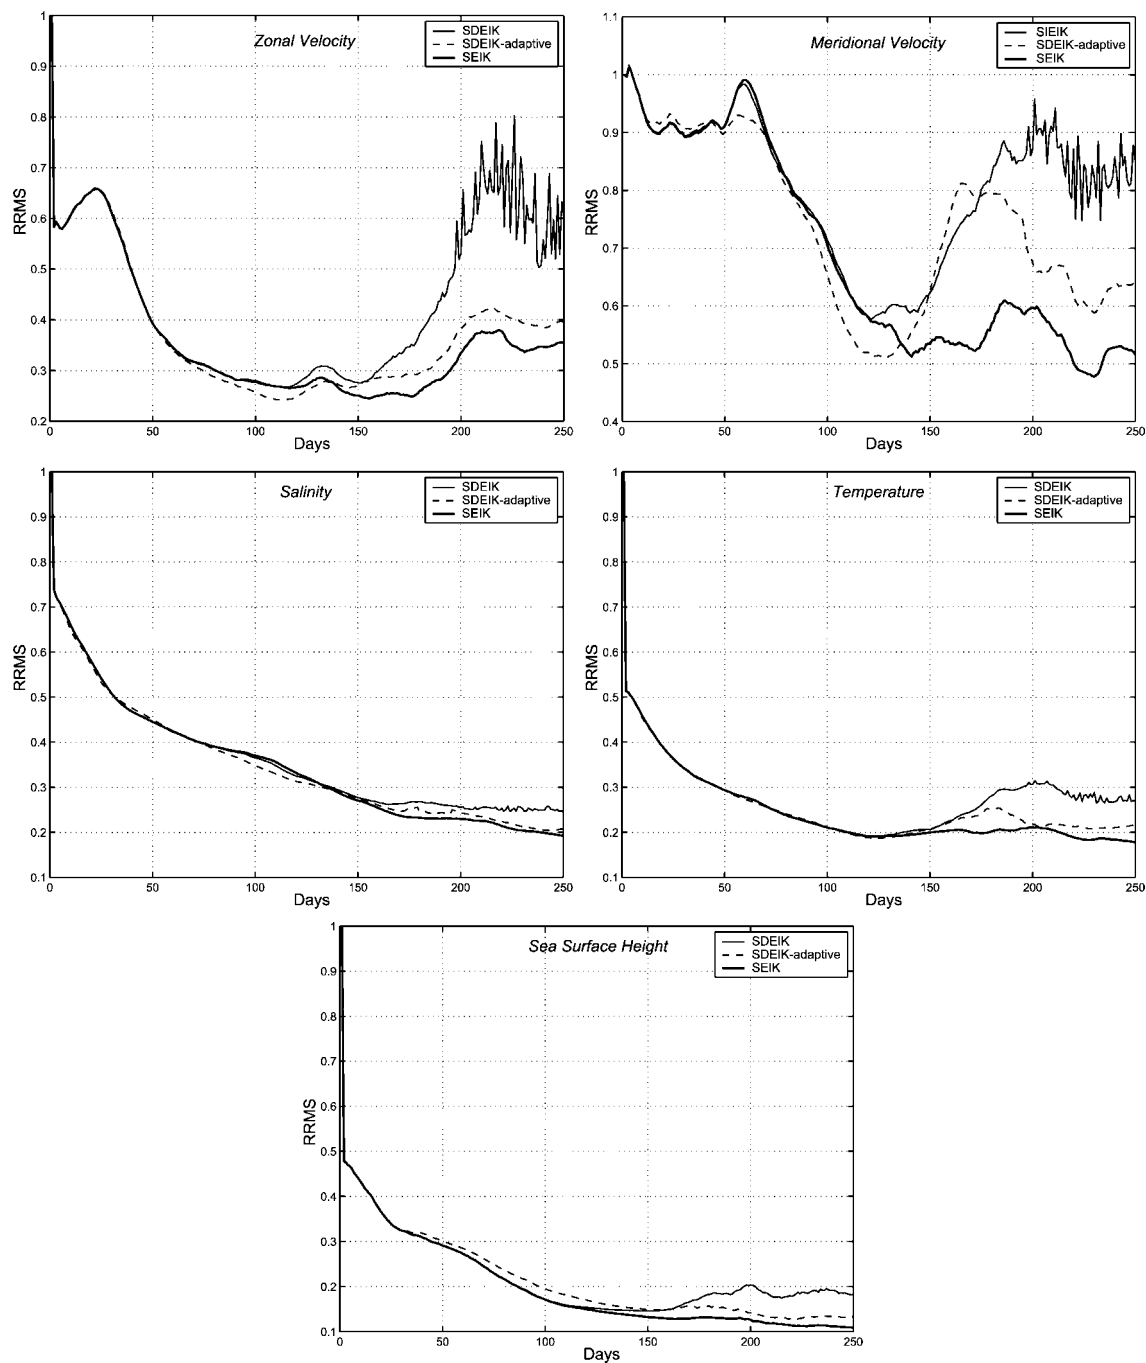 Zonal Velocity
SDEIK
SDEIK-adaptive
SEIK
RRMS
1
0.9
0.8
0.7
0.6
0.5
0.4
0.3
0.2
0 50 100 150 200 250
Days
Meridional Velocity
SIEIK
SDEIK-adaptive
SEIK
RRMS
1.1
1
0.9
0.8
0.7
0.6
0.5
0.4
0 50 100 150 200 250
Days
Salinity
SDEIK
SDEIK-adaptive
SEIK
RRMS
1
0.9
0.8
0.7
0.6
0.5
0.4
0.3
0.2
0.1
0 50 100 150 200 250
Days
Temperature
SDEIK
SDEIK-adaptive
SEIK
RRMS
1
0.9
0.8
0.7
0.6
0.5
0.4
0.3
0.2
0.1
0 50 100 150 200 250
Days
Sea Surface Height
SDEIK
SDEIK-adaptive
SEIK
RRMS
1
0.9
0.8
0.7
0.6
0.5
0.4
0.3
0.2
0.1
0 50 100 150 200 250
Days